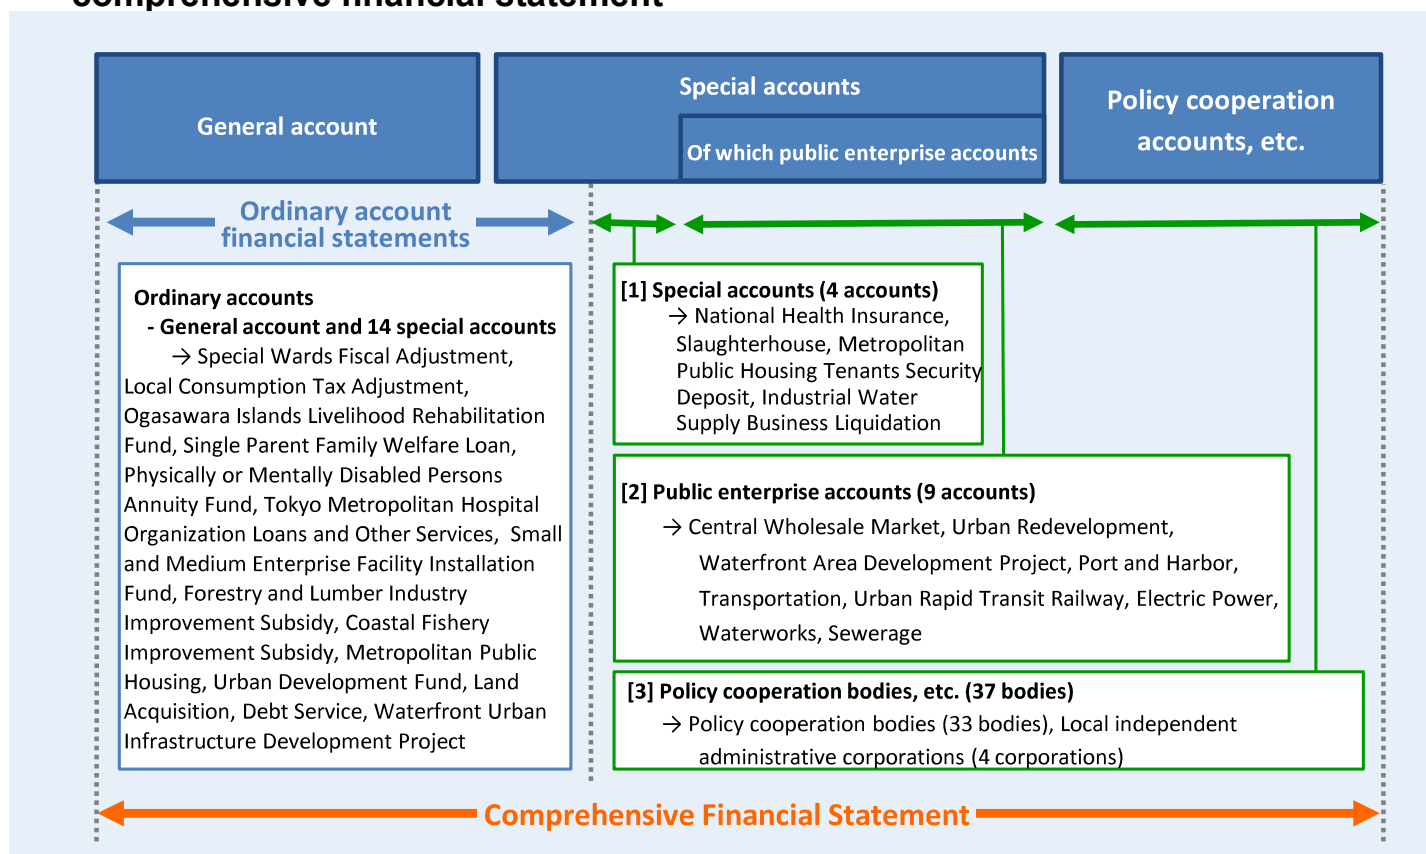 comprehensive financial statement
General account
Special accounts
Of which public enterprise accounts
Policy cooperation
accounts, etc.
Ordinary account
financial statements
Ordinary accounts
- General account and 14 special accounts
→ Special Wards Fiscal Adjustment,
Local Consumption Tax Adjustment,
Ogasawara Islands Livelihood Rehabilitation
Fund, Single Parent Family Welfare Loan,
Physically or Mentally Disabled Persons
Annuity Fund, Tokyo Metropolitan Hospital
Organization Loans and Other Services, Small
and Medium Enterprise Facility Installation
Fund, Forestry and Lumber Industry
Improvement Subsidy, Coastal Fishery
Improvement Subsidy, Metropolitan Public
Housing, Urban Development Fund, Land
Acquisition, Debt Service, Waterfront Urban
Infrastructure Development Project
[1] Special accounts (4 accounts)
→ National Health Insurance,
Slaughterhouse, Metropolitan
Public Housing Tenants Security
Deposit, Industrial Water
Supply Business Liquidation
[2] Public enterprise accounts (9 accounts)
→ Central Wholesale Market, Urban Redevelopment,
Waterfront Area Development Project, Port and Harbor,
Transportation, Urban Rapid Transit Railway, Electric Power,
Waterworks, Sewerage
[3] Policy cooperation bodies, etc. (37 bodies)
→ Policy cooperation bodies (33 bodies), Local independent
administrative corporations (4 corporations)
Comprehensive Financial Statement